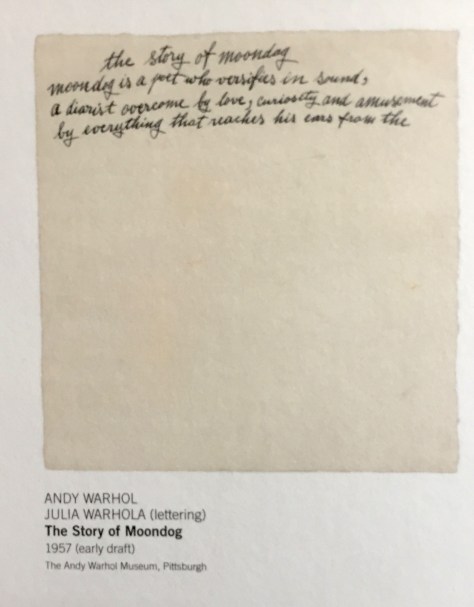 the story of moondog
moondog is a poet who versifies in sound,
a diarist overcome by love, curiosity and amusement
by everything that reaches his ears from the
ANDY WARHOL
JULIA WARHOLA (lettering)
The Story of Moondog
1957 (early draft)
The Andy Warhol Museum, Pittsburgh